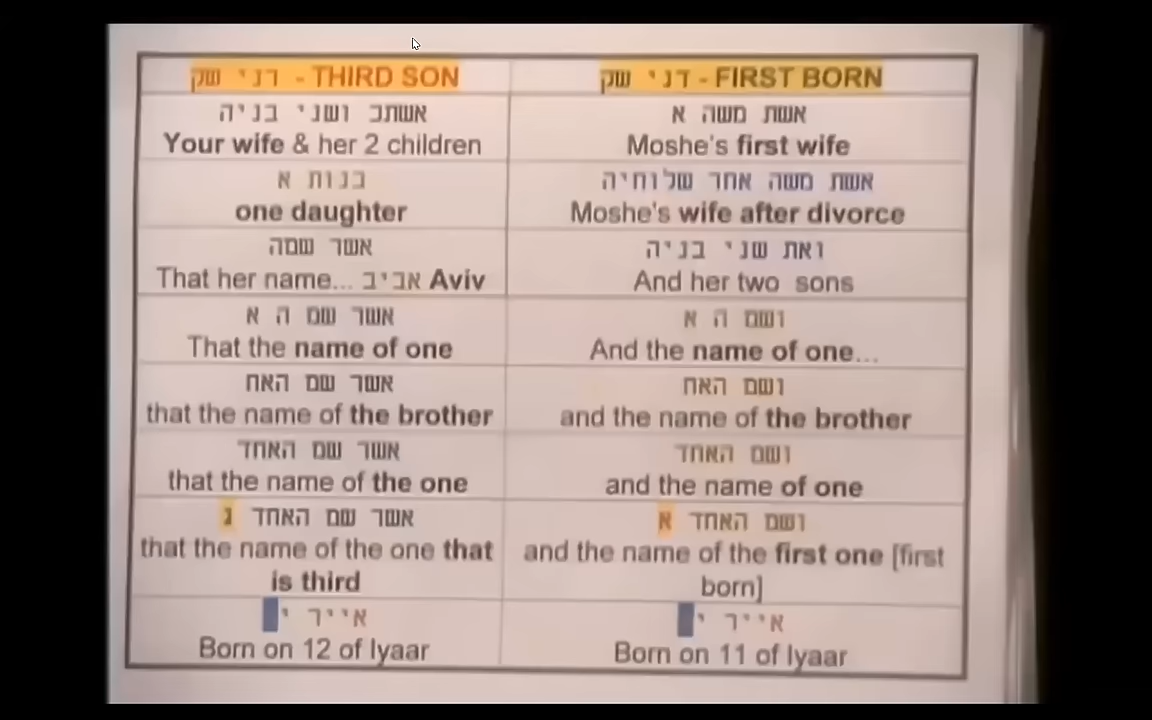 דני שק - THIRD SON
אשתכ ושני בניה
Your wife & her 2 children
בנות א
one daughter
אשר שמה
That her name... אביב Aviv
אשר שם ה א
That the name of one
אשר שם האח
that the name of the brother
אשר שם האחד
that the name of the one
אשר שם האחד ג
that the name of the one that
is third
אייר י
Born on 12 of Iyaar
דני שק - FIRST BORN
אשת משה א
Moshe's first wife
אשת משה אחר שלוחיה
Moshe's wife after divorce
ואת שני בניה
And her two sons
ושם ה א
And the name of one...
ושם האח
and the name of the brother
ושם האחד
and the name of one
ושם האחד א
and the name of the first one [first
born]
אייר י
Born on 11 of Iyaar